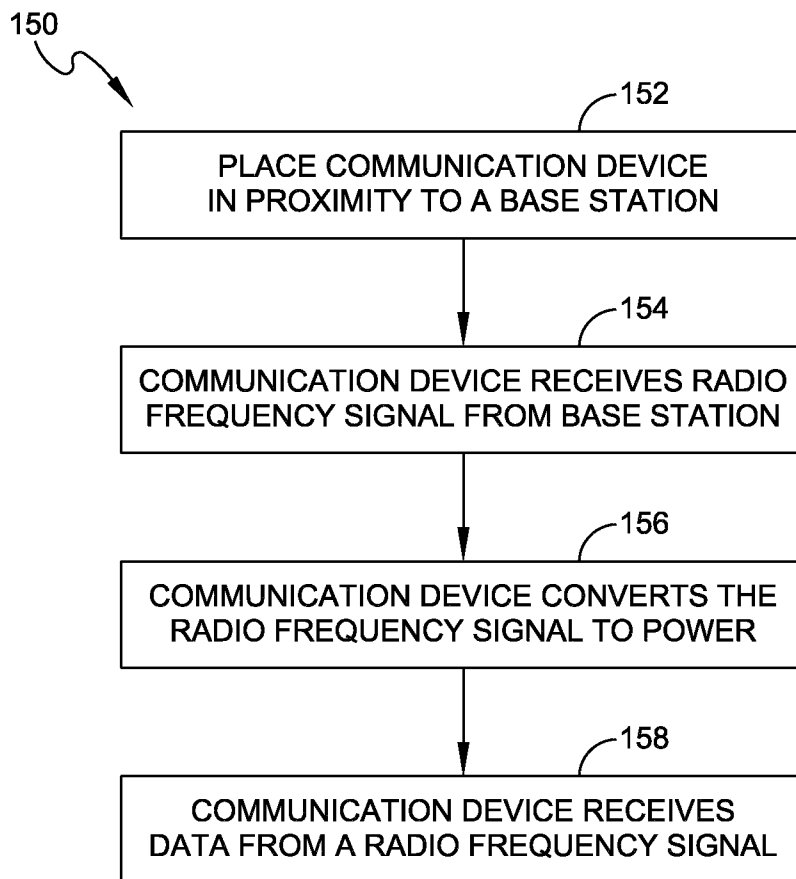 150
152
PLACE COMMUNICATION DEVICE
IN PROXIMITY TO A BASE STATION
154
COMMUNICATION DEVICE RECEIVES RADIO
FREQUENCY SIGNAL FROM BASE STATION
156
COMMUNICATION DEVICE CONVERTS THE
RADIO FREQUENCY SIGNAL TO POWER
158
COMMUNICATION DEVICE RECEIVES
DATA FROM A RADIO FREQUENCY SIGNAL